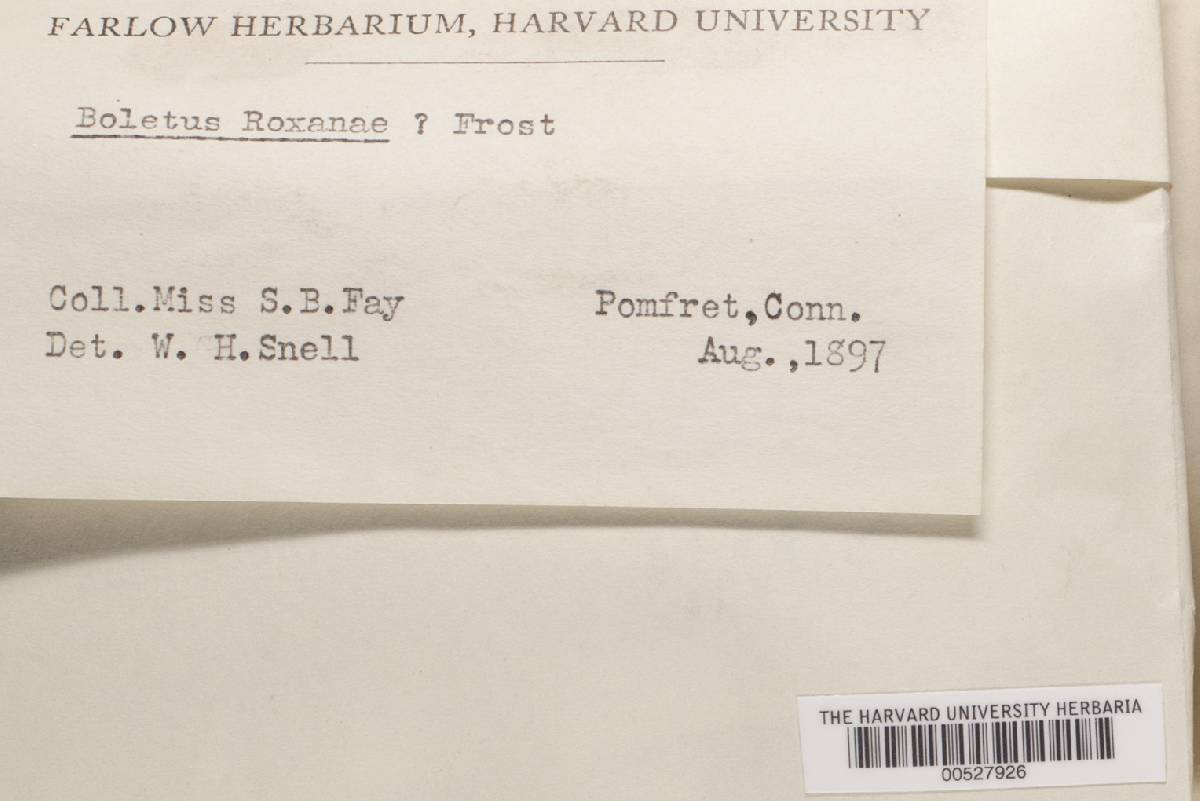 FARLOW HERBARIUM, HARVARD UNIVERSITY
Boletus Roxanae ? Frost
Coll.Miss S.B.Fay
Pomfret,Conn.
Det. W. H.Snell
Aug.,1897
THE HARVARD UNIVERSITY HERBARIA
00527926